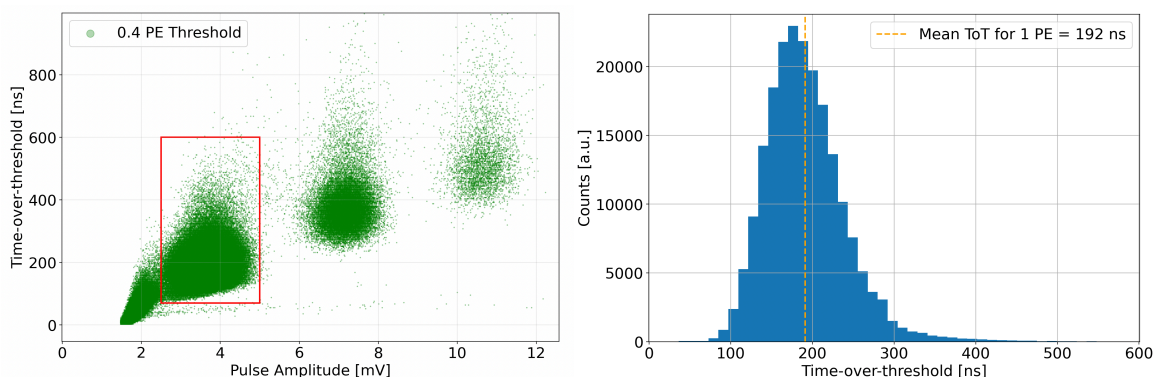 0.4 PE Threshold
Time-over-threshold [ns]
800
600
400
200
0
0 2 4 6 8 10 12
Pulse Amplitude [mV]
Mean ToT for 1 PE = 192 ns
Counts [a.u.]
20000
15000
10000
5000
0
0 100 200 300 400 500 600
Time-over-threshold [ns]